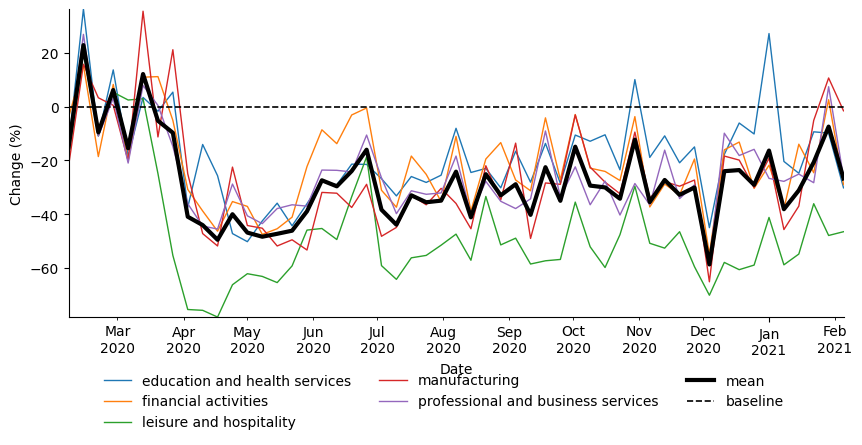 Change (%)
20
0
−20
−40
−60
Mar Apr May Jun Jul Aug Sep Oct Nov Dec Jan Feb
2020 2020 2020 2020 2020 2020 2020 2020 2020 2020 2021 2021
Date
education and health services manufacturing mean
financial activities professional and business services baseline
leisure and hospitality